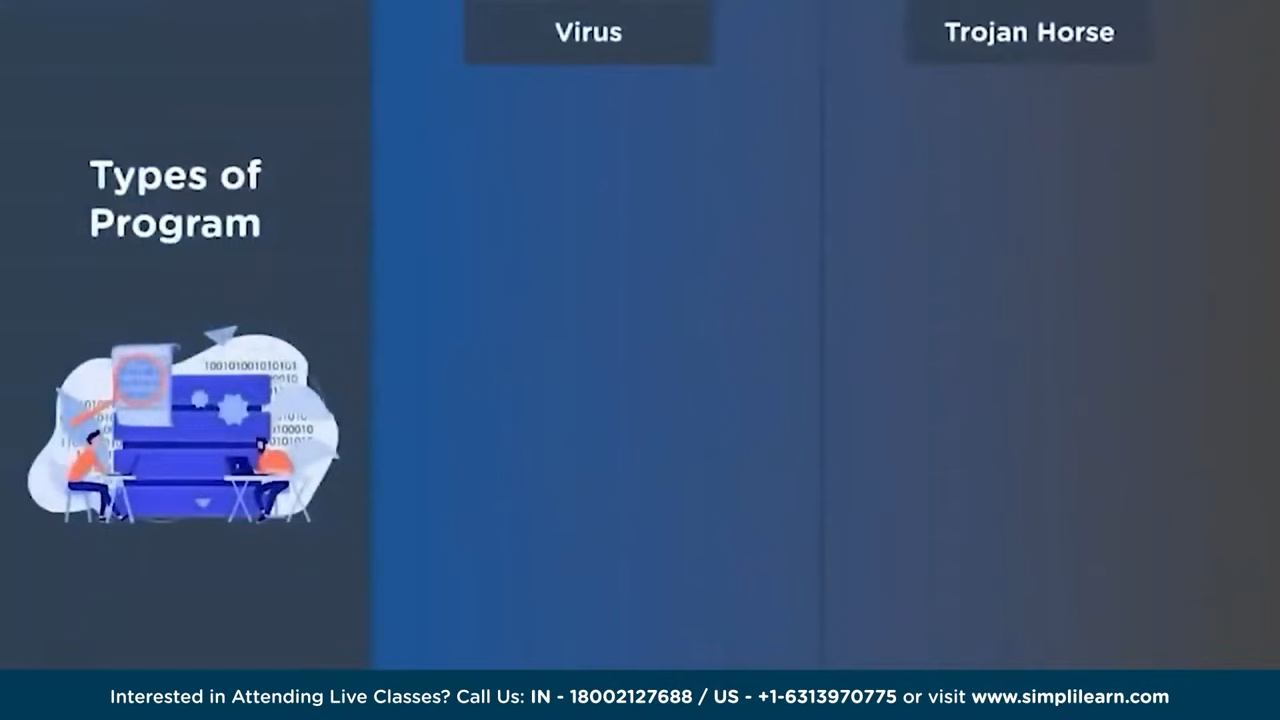 Virus
Trojan Horse
Types of
Program
100101001010101
Interested in Attending Live Classes? Call Us: IN - 18002127688 / US - +1-6313970775 or visit www.simplilearn.com